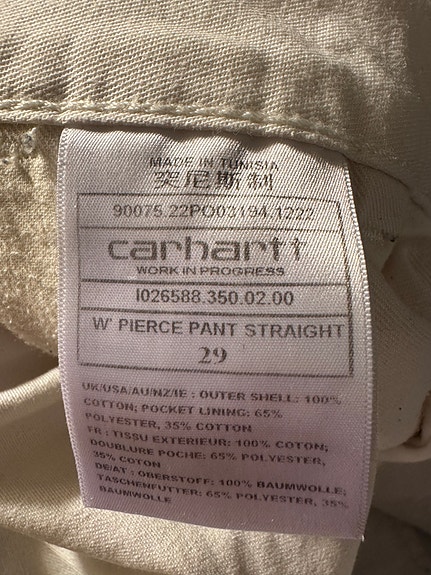 MADE IN TUNISIA
突尼斯制
90075.22PO03194.1222
carhartt
WORK IN PROGRESS
I026588.350.02.00
W' PIERCE PANT STRAIGHT
29
UK/USA/AU/NZ/IE : OUTER SHELL: 100%
COTTON; POCKET LINING: 65%
POLYESTER, 35% COTTON
FR : TISSU EXTERIEUR: 100% COTON;
DOUBLURE POCHE: 65% POLYESTER,
35% COTON
DE/AT : OBERSTOFF: 100% BAUMWOLLE;
TASCHENFUTTER: 65% POLYESTER, 35%
BAUMWOLLE